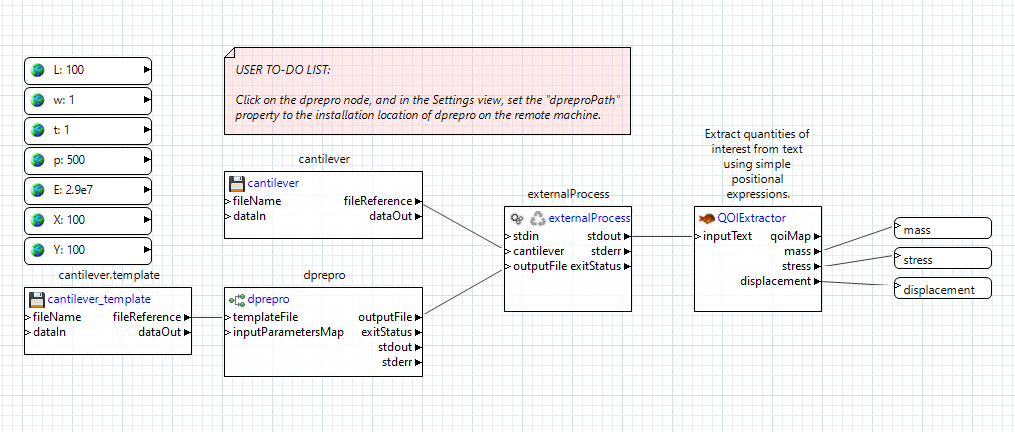 L: 100
w: 1
t: 1
p: 500
E: 2.9e7
X: 100
Y: 100
USER TO-DO LIST:
Click on the dprepro node, and in the Settings view, set the "dpreproPath"
property to the installation location of dprepro on the remote machine.
cantilever
cantilever
fileName fileReference
dataIn dataOut
cantilever.template
cantilever_template
fileName fileReference
dataIn dataOut
dprepro
dprepro
templateFile outputFile
inputParametersMap exitStatus
stdout
stderr
externalProcess
externalProcess
stdin stdout
cantilever stderr
outputFile exitStatus
Extract quantities of
interest from text
using simple
positional
expressions.
QOIExtractor
inputText qoiMap
mass
stress
displacement
mass
stress
displacement